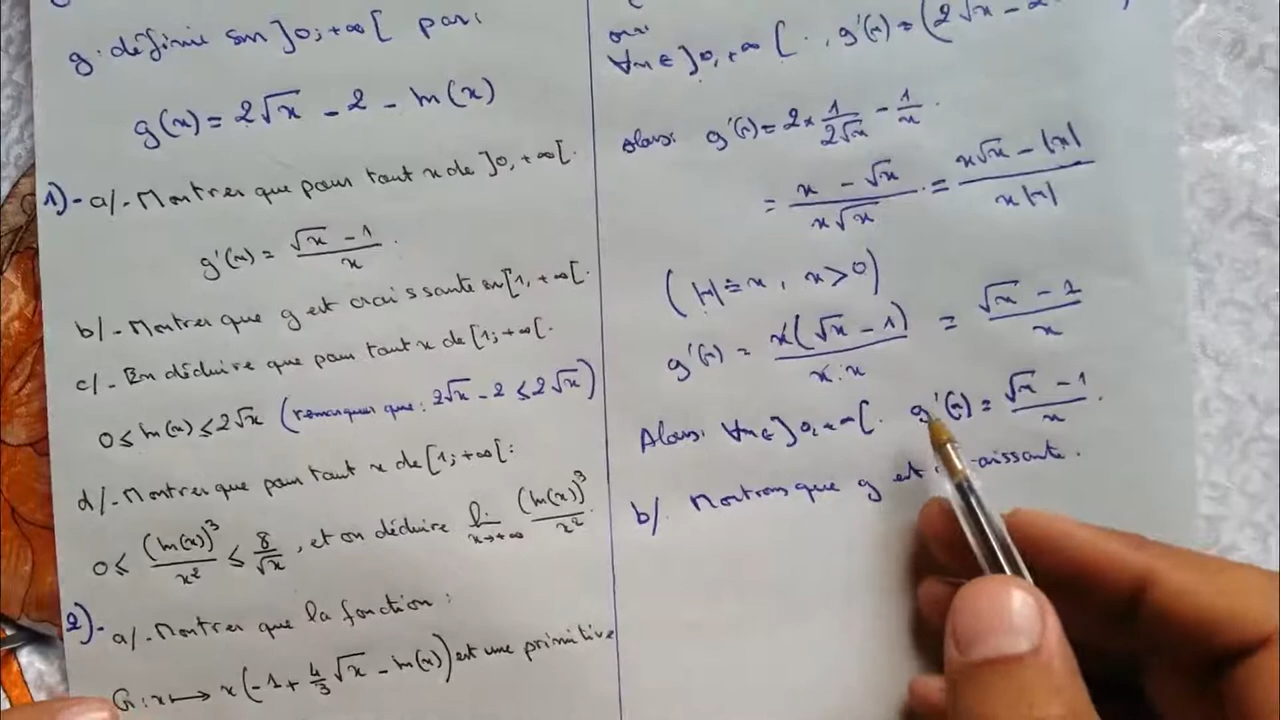 g: définie sur ]0; +∞[ par:
g(x) = 2√x - 2 - ln(x)
1)- a/- Montrer que pour tout x de ]0, +∞[.
g'(x) = (√x - 1)/x.
b/- Montrer que g est croissante sur [1, +∞[.
c/- En déduire que pour tout x de [1; +∞[.
0 ≤ ln(x) ≤ 2√x (remarquer que: 2√x - 2 ≤ 2√x)
d/- Montrer que pour tout x de [1; +∞[:
0 ≤ (ln(x))³/x² ≤ 8/√x, et en déduire lim x→+∞ (ln(x))³/x².
2)- a/- Montrer que la fonction:
G: x ↦ x(-1 + 4/3 √x - ln(x)) est une primitive
∀x ∈ ]0, +∞[ , g'(x) = (2√x - 2
Alors: g'(x) = 2 × 1/(2√x) - 1/x.
= (x - √x)/(x√x) = (x√x - |x|)/(x|x|)
(|x| = x, x > 0)
g'(x) = x(√x - 1)/(x.x) = (√x - 1)/x
Alors: ∀x ∈ ]0, +∞[. g'(x) = (√x - 1)/x.
b/. Montrons que g est aissante.